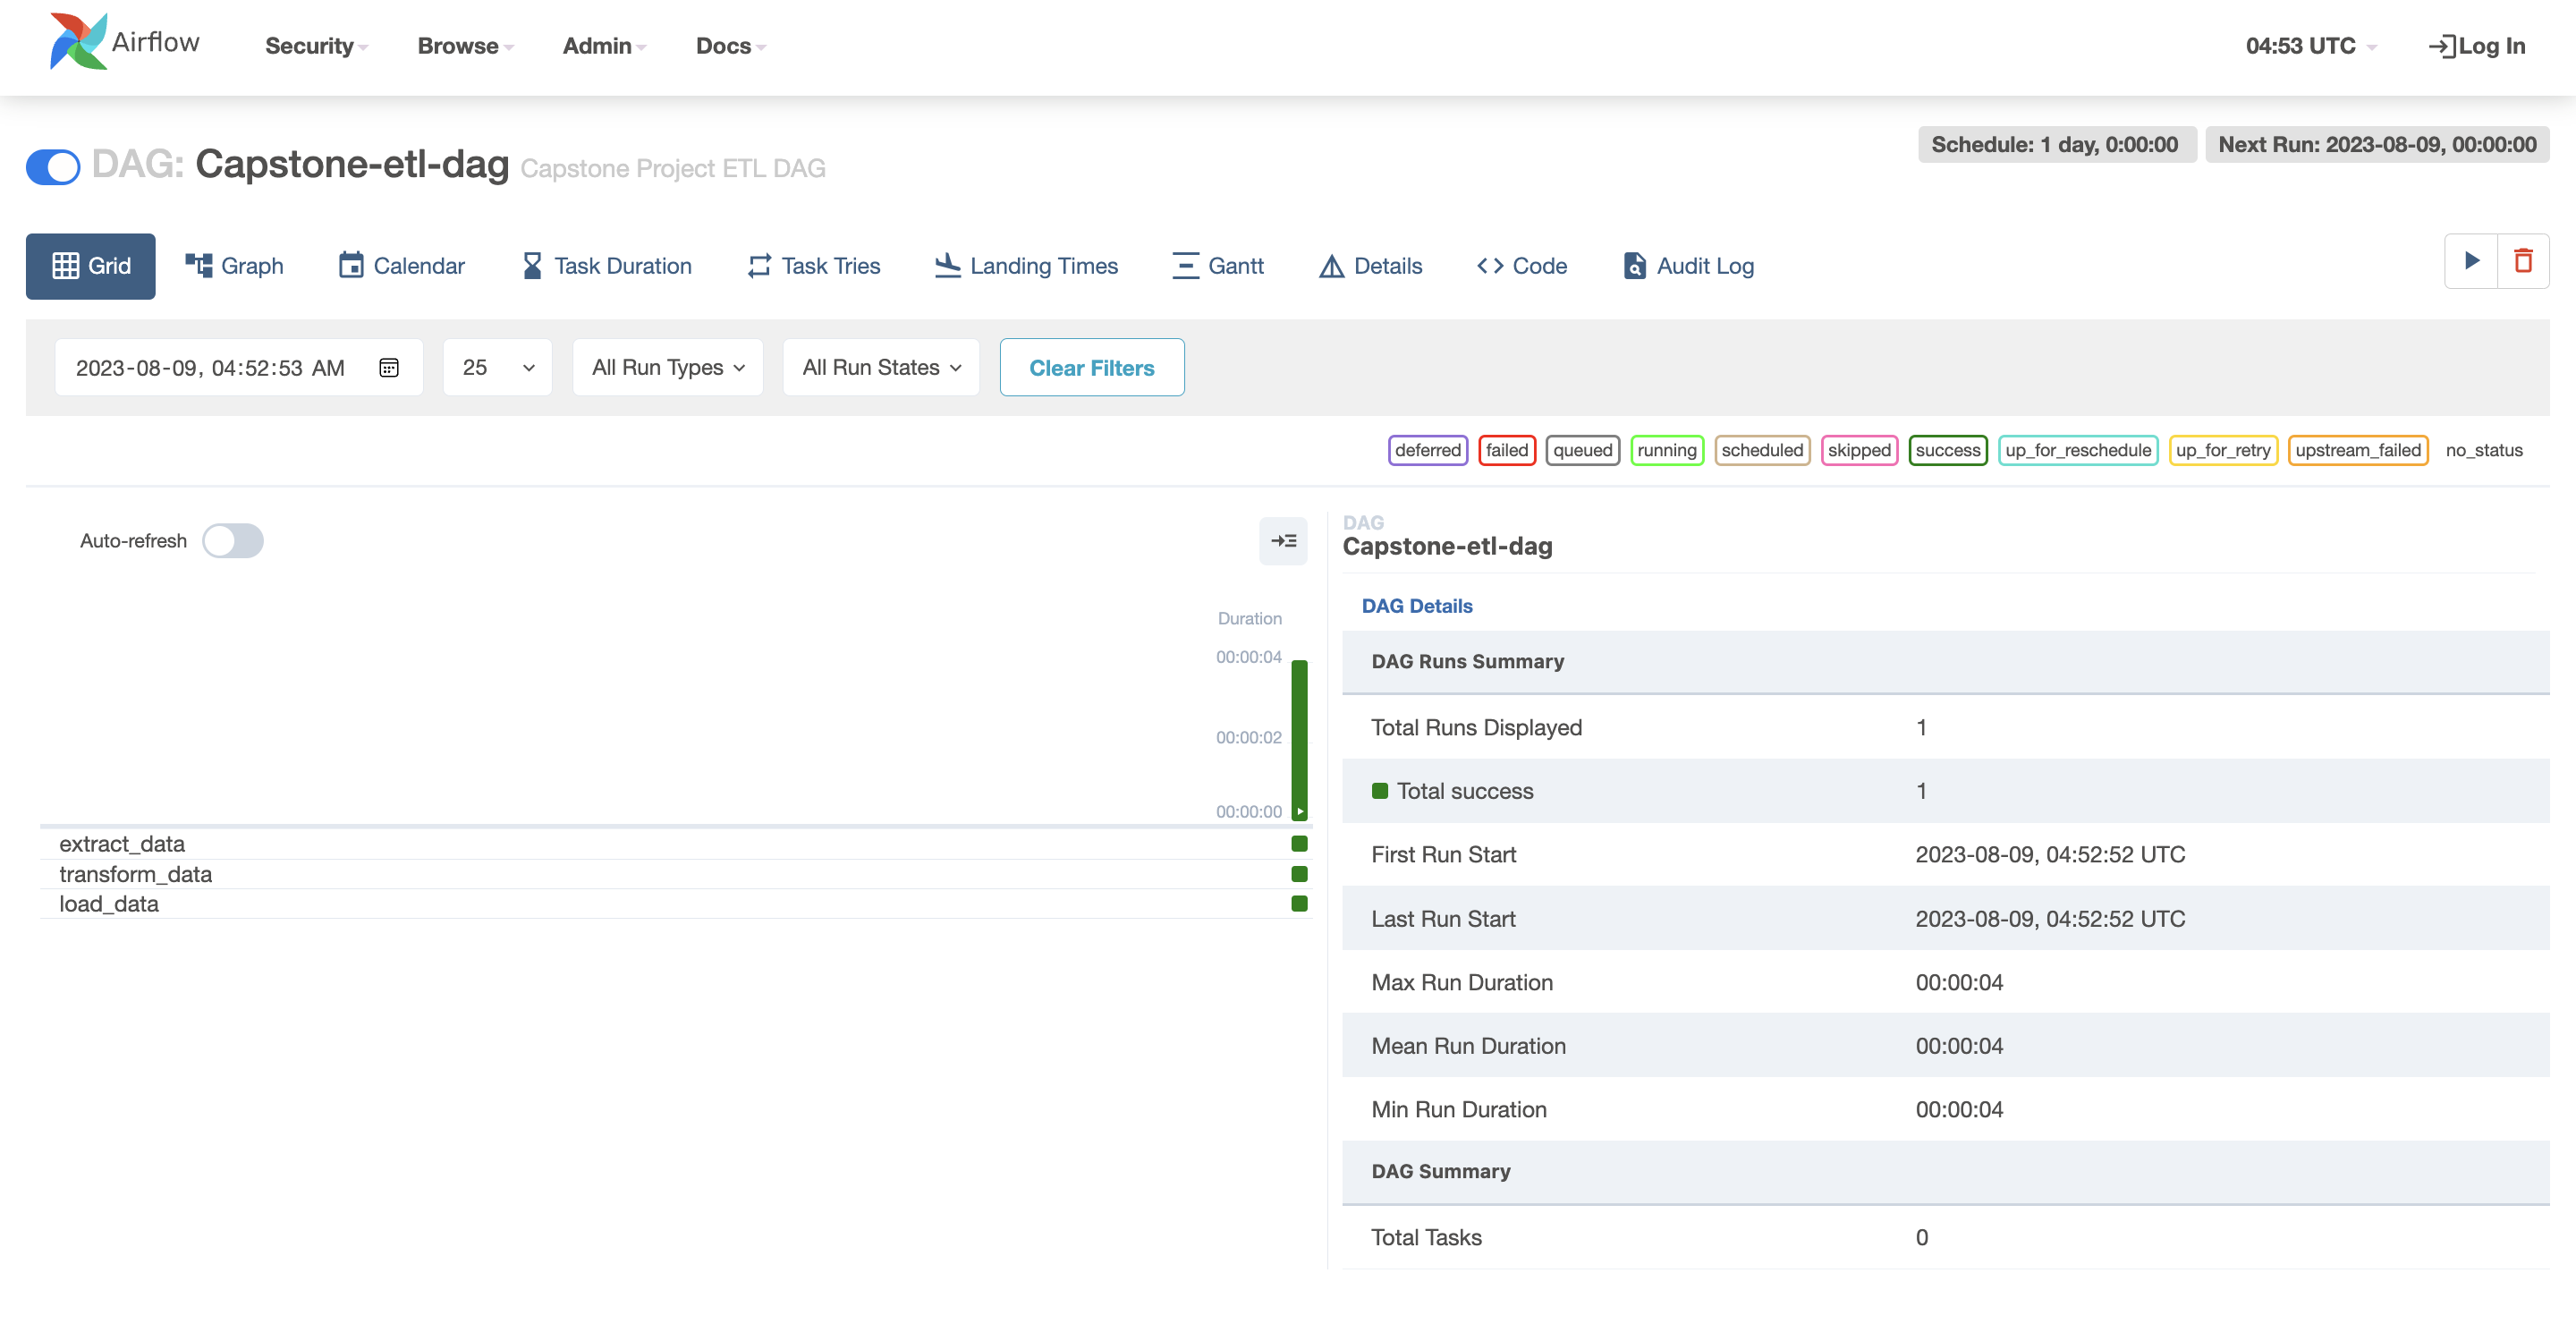 Airflow Security Browse Admin Docs 04:53 UTC Log In
DAG: Capstone-etl-dag Capstone Project ETL DAG
Schedule: 1 day, 0:00:00 Next Run: 2023-08-09, 00:00:00
Grid Graph Calendar Task Duration Task Tries Landing Times Gantt Details Code Audit Log
2023-08-09, 04:52:53 AM 25 All Run Types All Run States Clear Filters
deferred failed queued running scheduled skipped success up_for_reschedule up_for_retry upstream_failed no_status
Auto-refresh
Duration
00:00:04
00:00:02
00:00:00
extract_data
transform_data
load_data
DAG
Capstone-etl-dag
DAG Details
DAG Runs Summary
Total Runs Displayed 1
Total success 1
First Run Start 2023-08-09, 04:52:52 UTC
Last Run Start 2023-08-09, 04:52:52 UTC
Max Run Duration 00:00:04
Mean Run Duration 00:00:04
Min Run Duration 00:00:04
DAG Summary
Total Tasks 0